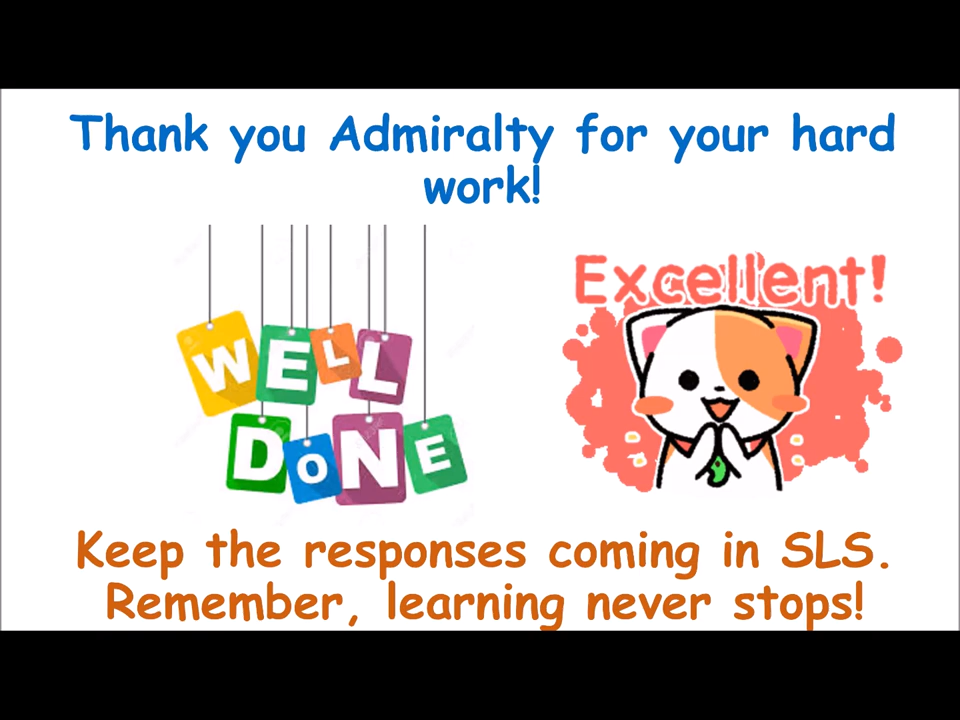 Thank you Admiralty for your hard
work!
Excellent!
WELL
DONE
Keep the responses coming in SLS.
Remember, learning never stops!